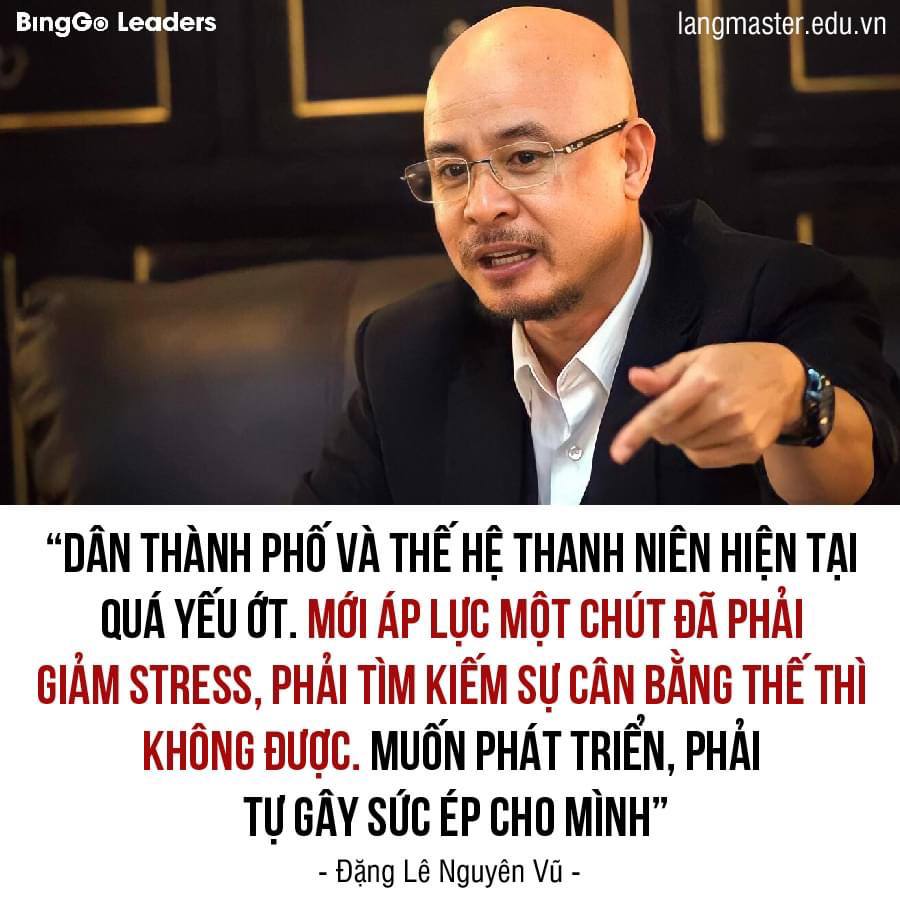 BingGo Leaders
langmaster.edu.vn
“DÂN THÀNH PHỐ VÀ THẾ HỆ THANH NIÊN HIỆN TẠI
QUÁ YẾU ỚT. MỚI ÁP LỰC MỘT CHÚT ĐÃ PHẢI
GIẢM STRESS, PHẢI TÌM KIẾM SỰ CÂN BẰNG THẾ THÌ
KHÔNG ĐƯỢC. MUỐN PHÁT TRIỂN, PHẢI
TỰ GÂY SỨC ÉP CHO MÌNH”
- Đặng Lê Nguyên Vũ -